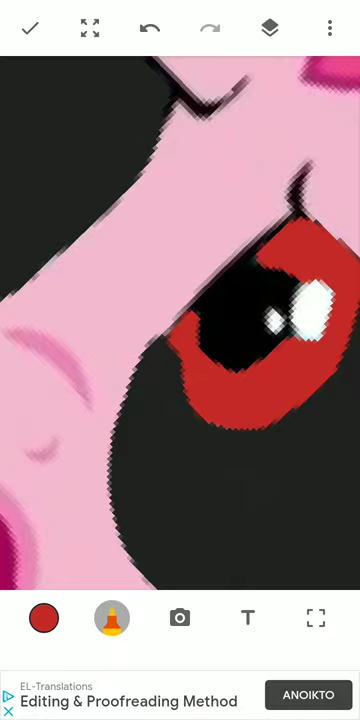 T
EL-Translations
Editing & Proofreading Method
ΑΝΟΙΚΤΟ